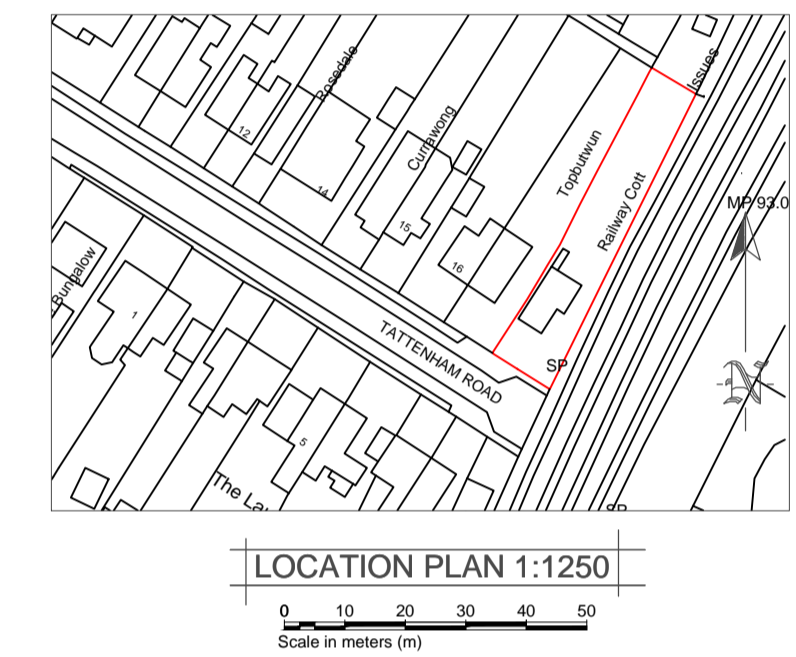 Issues
Rosedale
12
Currawong
Topbutwun
14
Railway Cott
MP 93.0
15
16
Bungalow
1
TATTENHAM ROAD
SP
5
The La
SP
N
LOCATION PLAN 1:1250
0 10 20 30 40 50
Scale in meters (m)